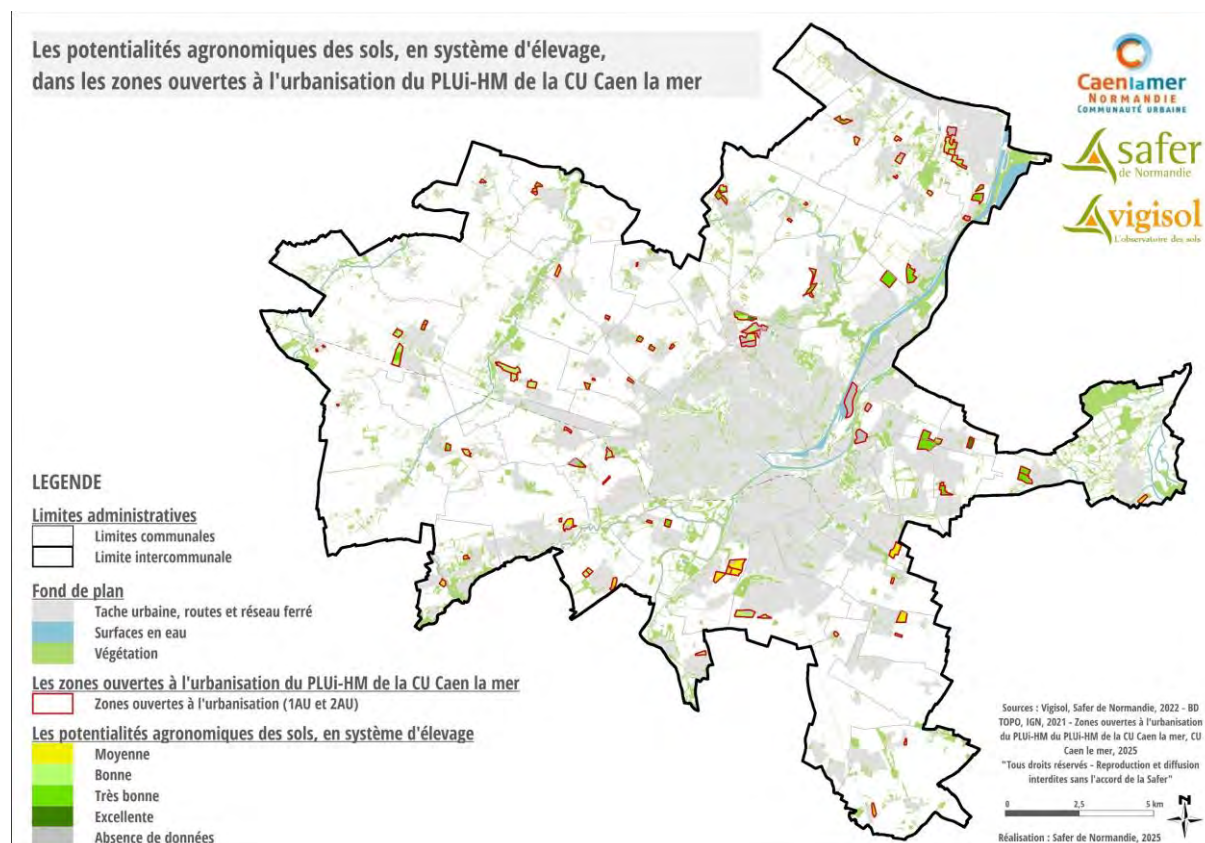 Les potentialités agronomiques des sols, en système d'élevage,
dans les zones ouvertes à l'urbanisation du PLUi-HM de la CU Caen la mer
Caenlamer
NORMANDIE
COMMUNAUTÉ URBAINE
safer
de Normandie
vigisol
L'observatoire des sols
LEGENDE
Limites administratives
Limites communales
Limite intercommunale
Fond de plan
Tache urbaine, routes et réseau ferré
Surfaces en eau
Végétation
Les zones ouvertes à l'urbanisation du PLUi-HM de la CU Caen la mer
Zones ouvertes à l'urbanisation (1AU et 2AU)
Les potentialités agronomiques des sols, en système d'élevage
Moyenne
Bonne
Très bonne
Excellente
Absence de données
Sources : Vigisol, Safer de Normandie, 2022 - BD
TOPO, IGN, 2021 - Zones ouvertes à l'urbanisation
du PLUi-HM du PLUi-HM de la CU Caen la mer, CU
Caen le mer, 2025
"Tous droits réservés - Reproduction et diffusion
interdites sans l'accord de la Safer"
0 2,5 5 km
N
Réalisation : Safer de Normandie, 2025